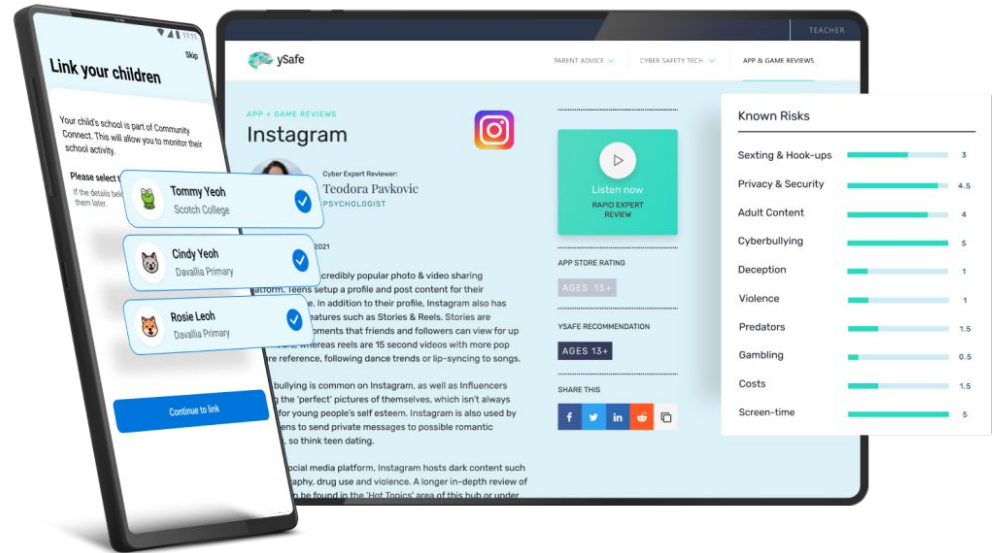 11:11
Skip
Link your children
Your child's school is part of Community
Connect. This will allow you to monitor their
school activity.
Please select t
If the details bel
them later.
Tommy Yeoh
Scotch College
Cindy Yeoh
Davallia Primary
Rosie Leoh
Davallia Primary
Continue to link
TEACHER
ySafe
PARENT ADVICE
CYBER SAFETY TECH
APP & GAME REVIEWS
APP + GAME REVIEWS
Instagram
Cyber Expert Reviewer:
Teodora Pavkovic
PSYCHOLOGIST
2021
credibly popular photo & video sharing
platform. Teens setup a profile and post content for their
e. In addition to their profile, Instagram also has
eatures such as Stories & Reels. Stories are
oments that friends and followers can view for up
whereas reels are 15 second videos with more pop
re reference, following dance trends or lip-syncing to songs.
bullying is common on Instagram, as well as Influencers
g the 'perfect' pictures of themselves, which isn't always
for young people's self esteem. Instagram is also used by
ens to send private messages to possible romantic
, so think teen dating.
ocial media platform, Instagram hosts dark content such
raphy, drug use and violence. A longer in-depth review of
n be found in the 'Hot Topics' area of this hub or under
Listen now
RAPID EXPERT
REVIEW
APP STORE RATING
AGES 13+
YSAFE RECOMMENDATION
AGES 13+
SHARE THIS
Known Risks
Sexting & Hook-ups 3
Privacy & Security 4.5
Adult Content 4
Cyberbullying 5
Deception 1
Violence 1
Predators 1.5
Gambling 0.5
Costs 1.5
Screen-time 5